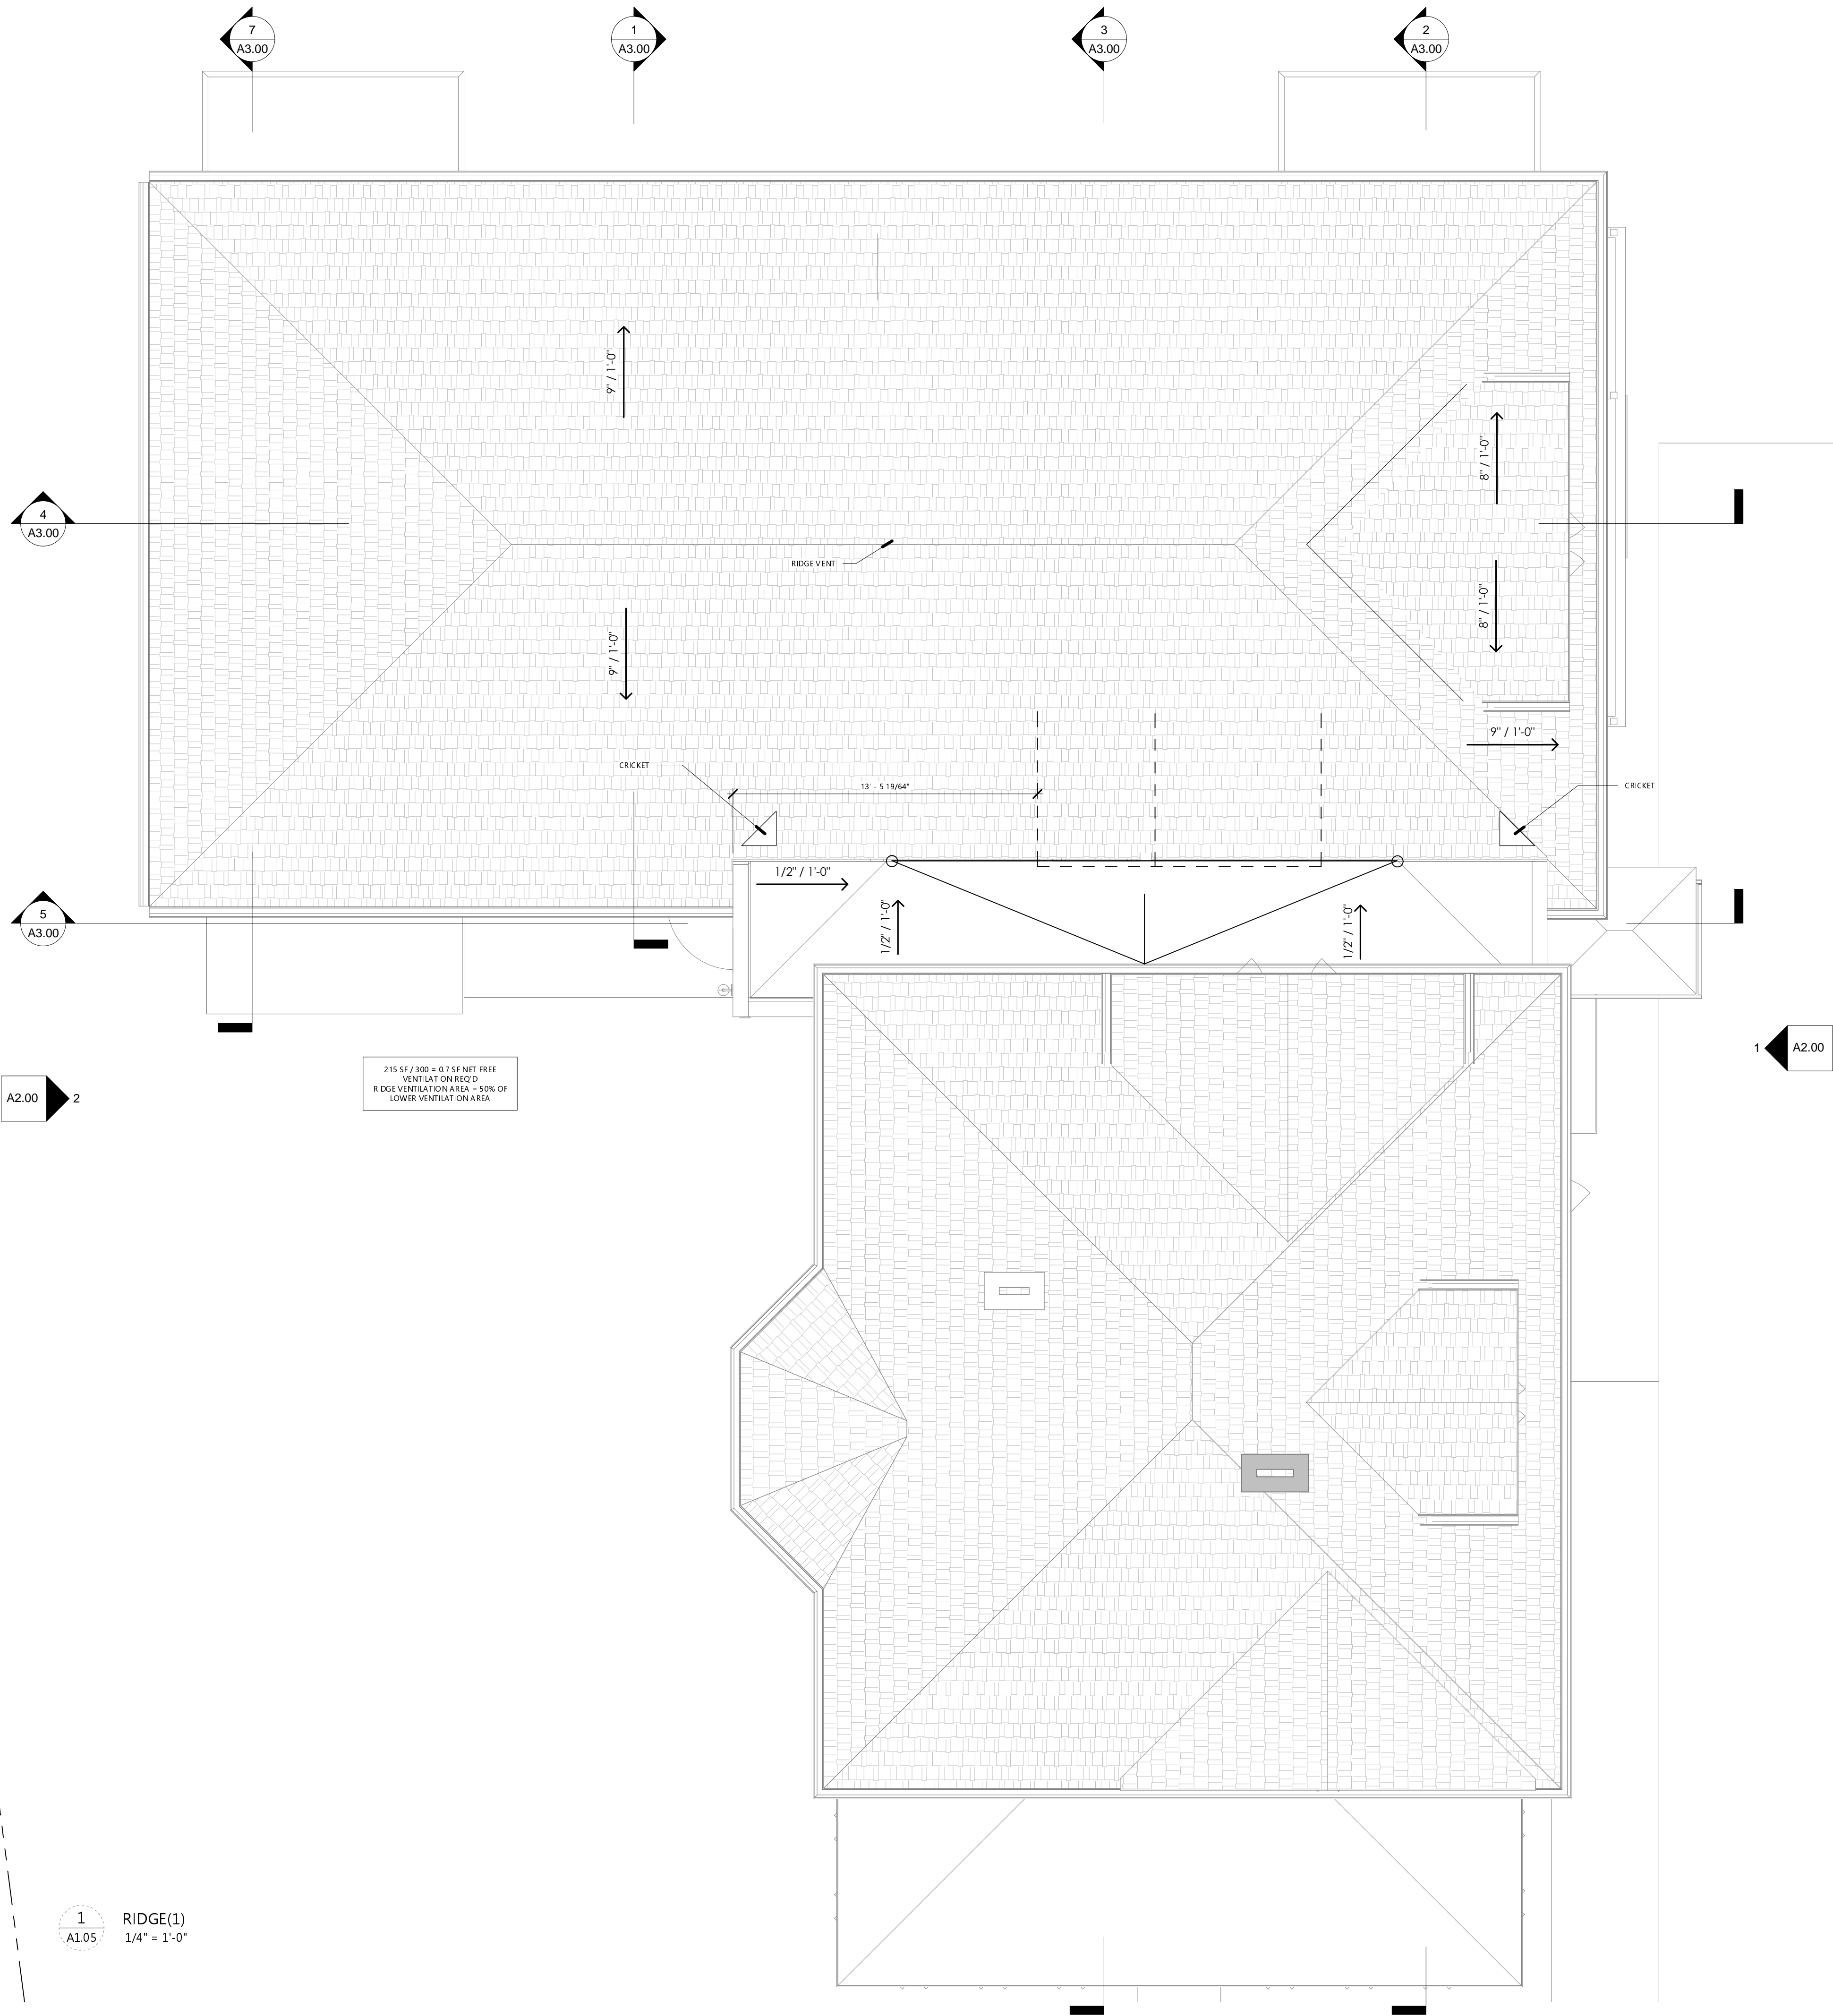 7
A3.00
1
A3.00
3
A3.00
2
A3.00
9" / 1'-0"
8" / 1'-0"
4
A3.00
RIDGE VENT
8" / 1'-0"
9" / 1'-0"
9" / 1'-0"
CRICKET
13' - 5 19/64"
CRICKET
1/2" / 1'-0"
5
A3.00
1/2" / 1'-0"
1/2" / 1'-0"
1
A2.00
215 SF / 300 = 0.7 SF NET FREE
VENTILATION REQ'D
RIDGE VENTILATION AREA = 50% OF
LOWER VENTILATION AREA
A2.00
2
1
A1.05
RIDGE(1)
1/4" = 1'-0"